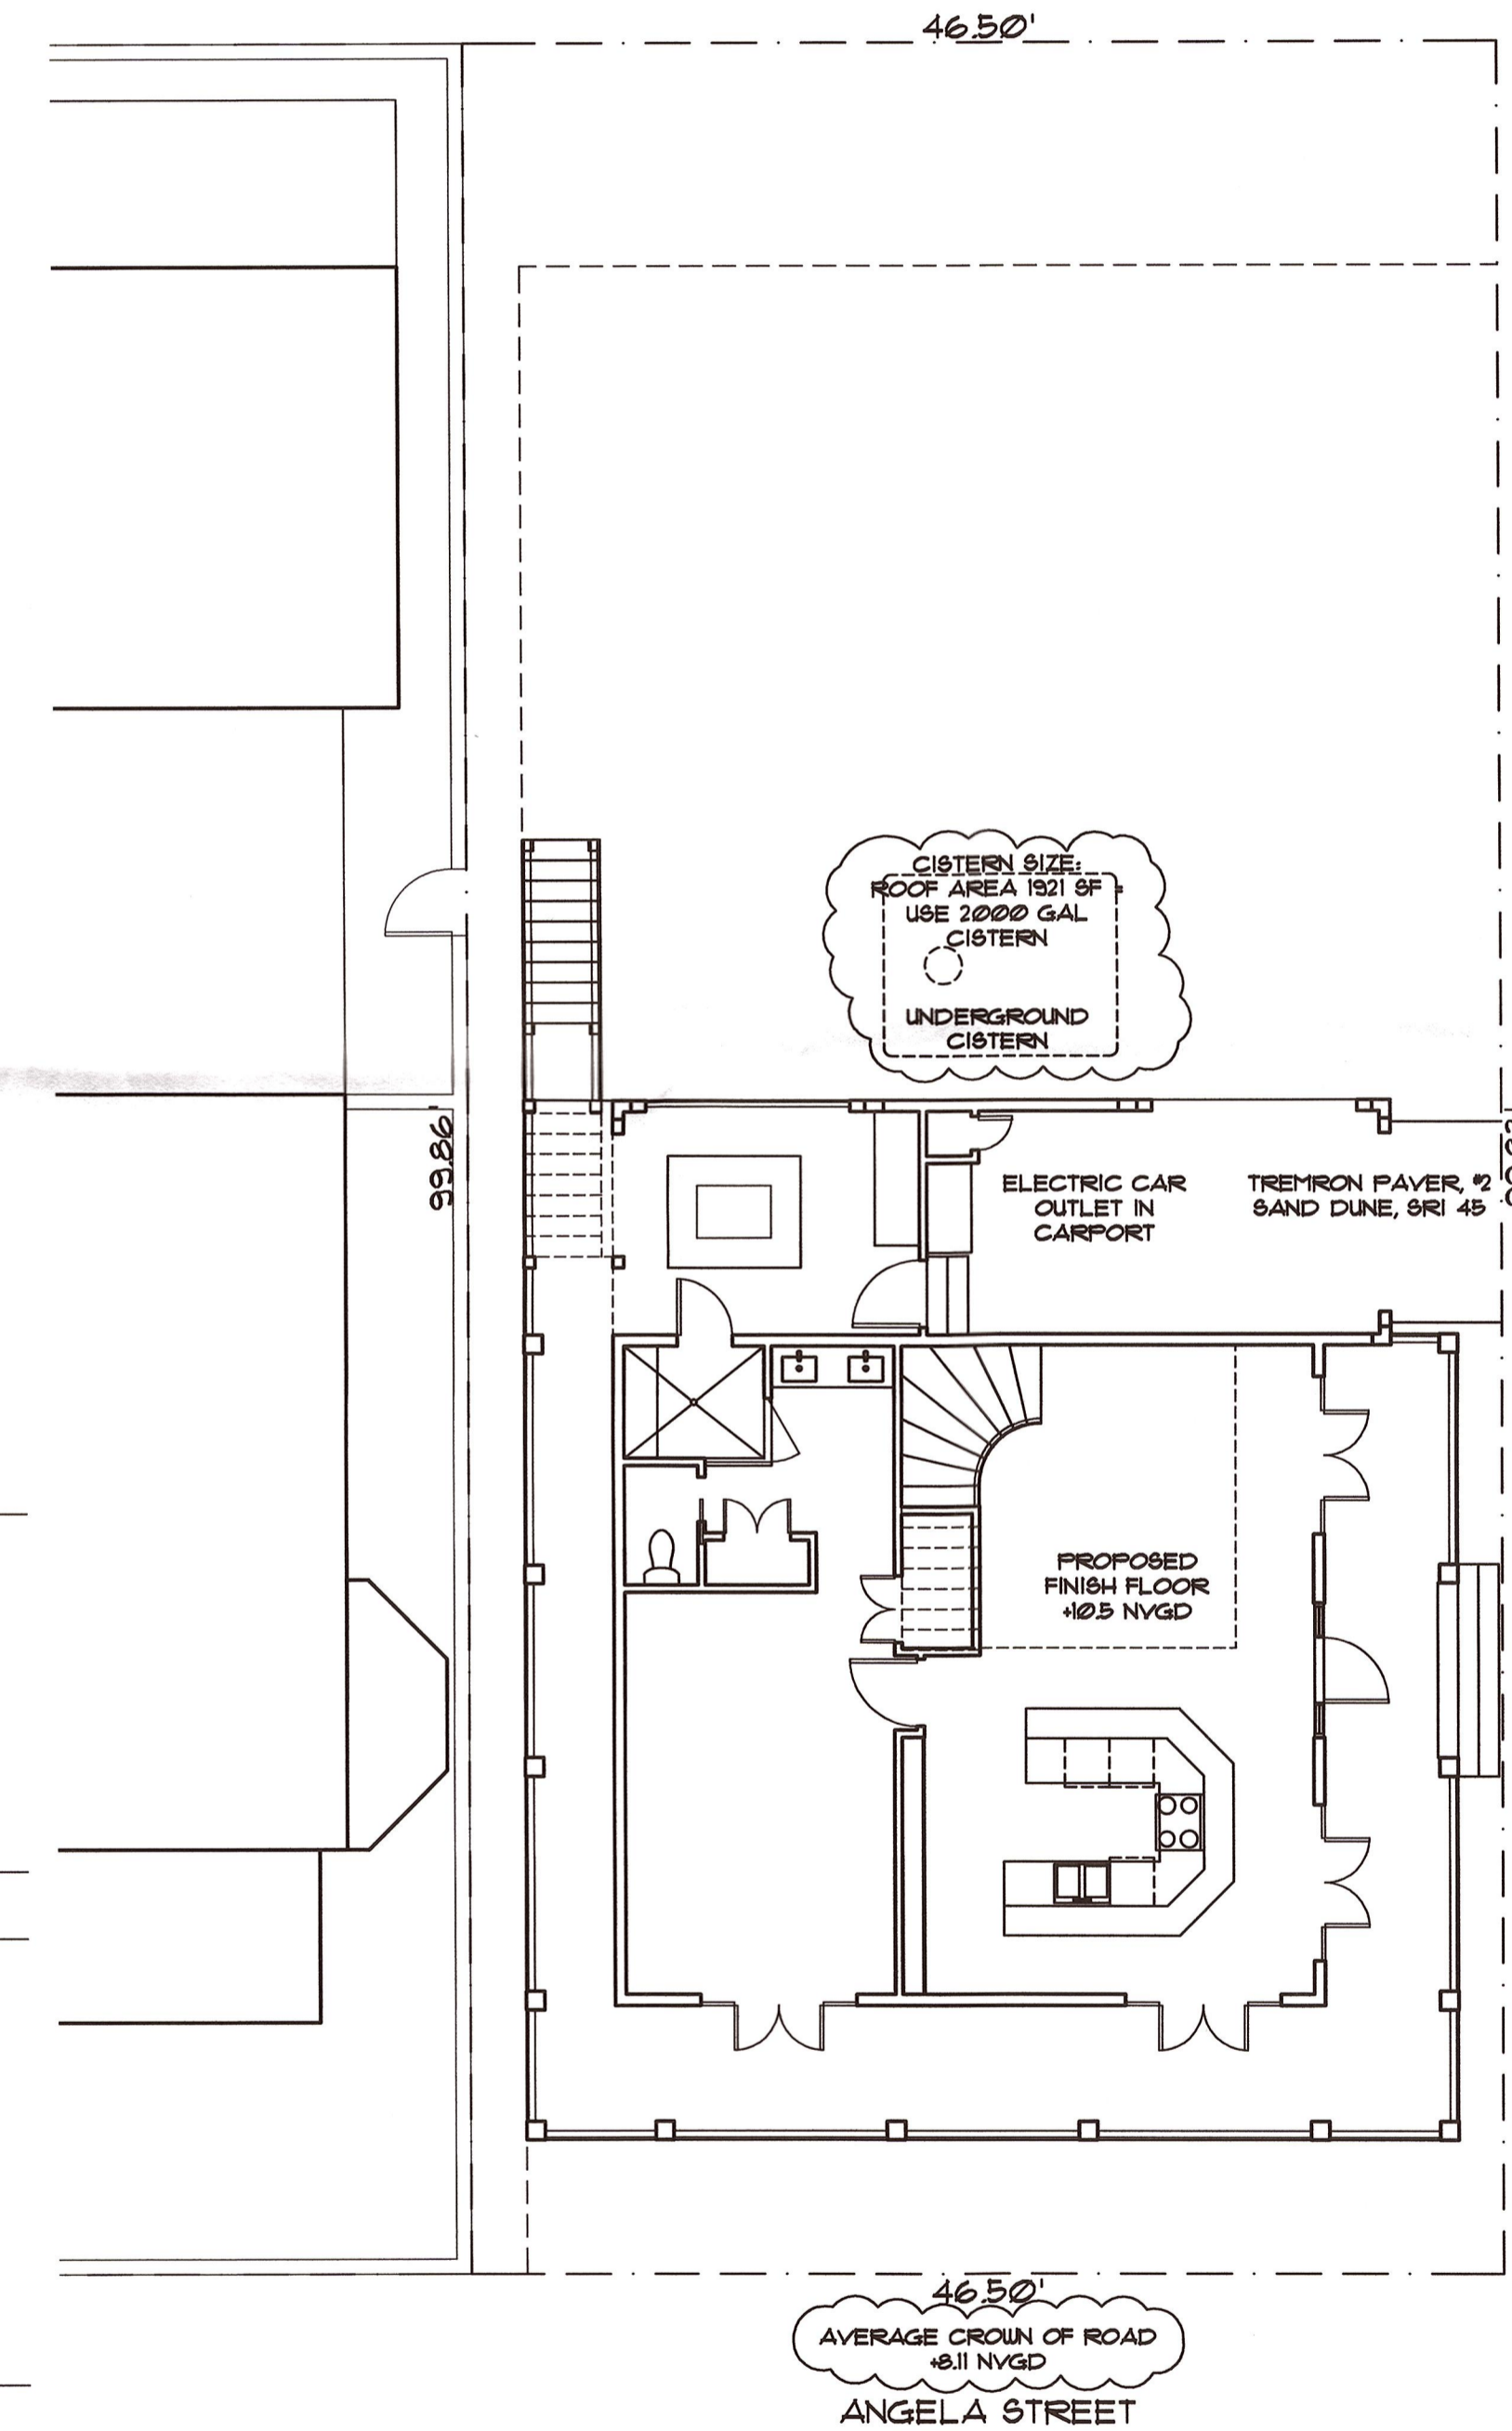 46.50'
CISTERN SIZE:
ROOF AREA 1921 SF =
USE 2000 GAL
CISTERN
UNDERGROUND
CISTERN
99.86'
ELECTRIC CAR
OUTLET IN
CARPORT
TREMRON PAVER, #2
SAND DUNE, SRI 45
PROPOSED
FINISH FLOOR
+10.5 NVGD
46.50'
AVERAGE CROWN OF ROAD
+8.11 NVGD
ANGELA STREET